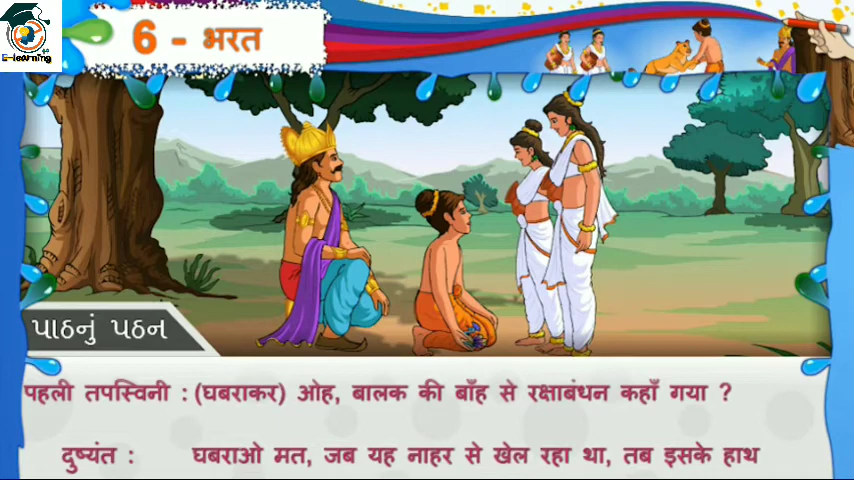 E-learning
6 - भरत
પાઠનું પઠન
पहली तपस्विनी : (घबराकर) ओह, बालक की बाँह से रक्षाबंधन कहाँ गया ?
दुष्यंत : घबराओ मत, जब यह नाहर से खेल रहा था, तब इसके हाथ